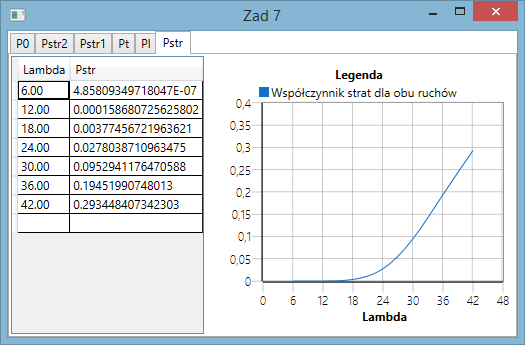 Zad 7
P0 Pstr2 Pstr1 Pt Pl Pstr
Lambda Pstr
6.00 4.85809349718047E-07
12.00 0.000158680725625802
18.00 0.00377456721963621
24.00 0.0278038710963475
30.00 0.0952941176470588
36.00 0.19451990748013
42.00 0.293448407342303
Legenda
Współczynnik strat dla obu ruchów
0,4
0,35
0,3
0,25
0,2
0,15
0,1
0,05
0
0 6 12 18 24 30 36 42 48
Lambda